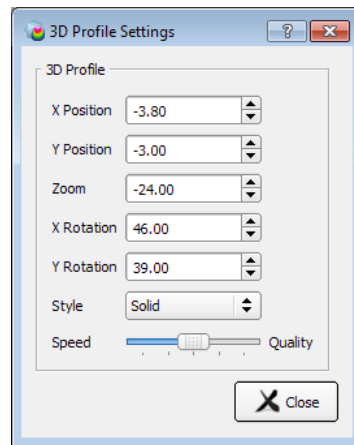 3D Profile Settings
?
3D Profile
X Position -3.80
Y Position -3.00
Zoom -24.00
X Rotation 46.00
Y Rotation 39.00
Style Solid
Speed Quality
Close